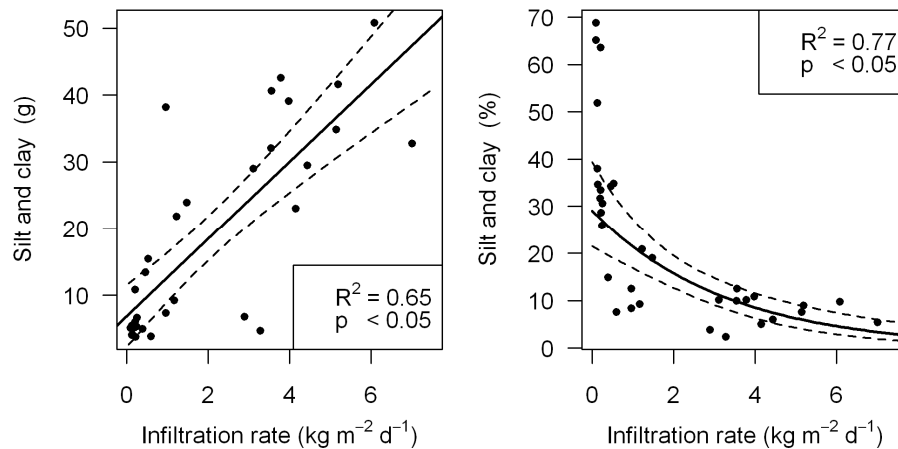 Silt and clay (g)
50
40
30
20
10
R² = 0.65
p < 0.05
0 2 4 6
Infiltration rate (kg m⁻² d⁻¹)
Silt and clay (%)
70
60
50
40
30
20
10
0
R² = 0.77
p < 0.05
0 2 4 6
Infiltration rate (kg m⁻² d⁻¹)